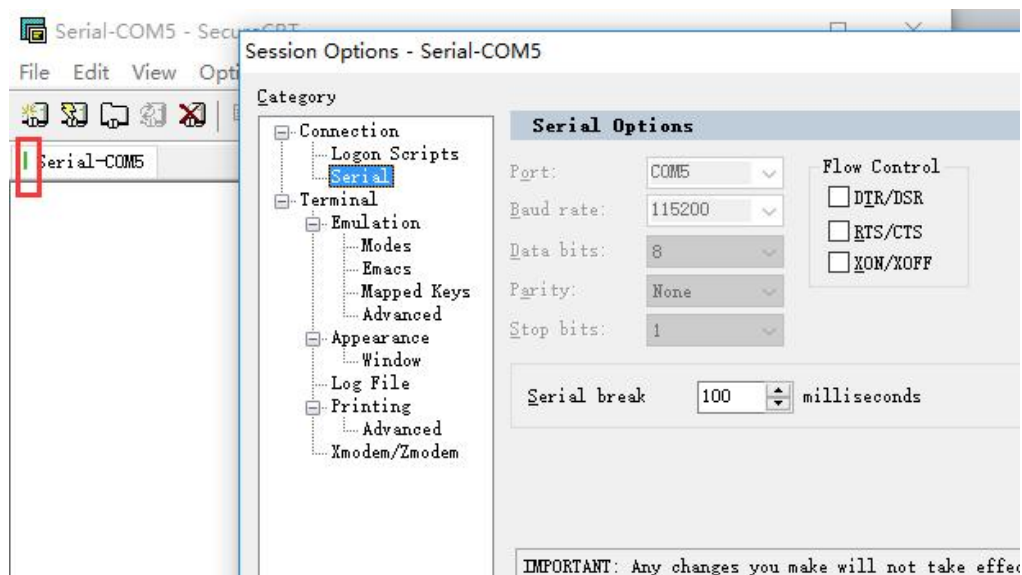 Serial-COM5 - SecureCRT
Session Options - Serial-COM5
File Edit View Opti
Category
Serial-COM5
Connection
Logon Scripts
Serial
Terminal
Emulation
Modes
Emacs
Mapped Keys
Advanced
Appearance
Window
Log File
Printing
Advanced
Xmodem/Zmodem
Serial Options
Port: COM5
Baud rate: 115200
Data bits: 8
Parity: None
Stop bits: 1
Flow Control
DTR/DSR
RTS/CTS
XON/XOFF
Serial break 100 milliseconds
IMPORTANT: Any changes you make will not take effec